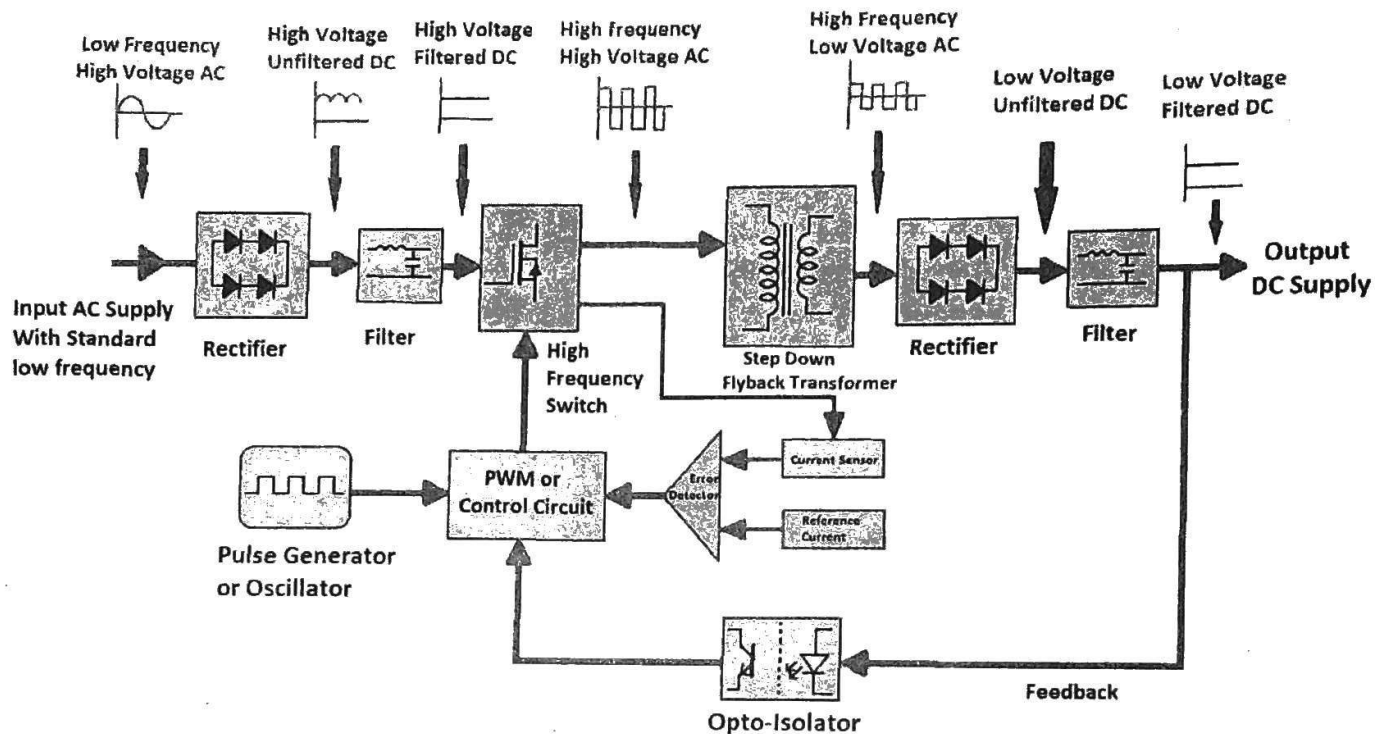 Low Frequency
High Voltage AC
High Voltage
Unfiltered DC
High Voltage
Filtered DC
High frequency
High Voltage AC
High Frequency
Low Voltage AC
Low Voltage
Unfiltered DC
Low Voltage
Filtered DC
Input AC Supply
With Standard
low frequency
Rectifier
Filter
High
Frequency
Switch
Step Down
Flyback Transformer
Rectifier
Filter
Output
DC Supply
PWM or
Control Circuit
Error
Detector
Current Sensor
Reference
Current
Pulse Generator
or Oscillator
Opto-Isolator
Feedback